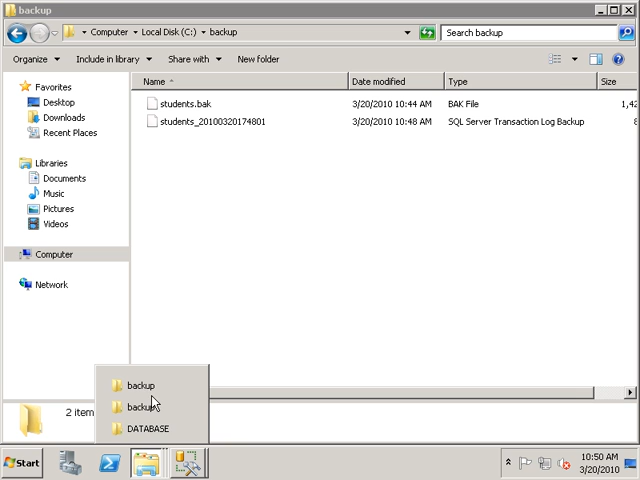 backup
Computer Local Disk (C:) backup
Search backup
Organize Include in library Share with New folder
Favorites
Desktop
Downloads
Recent Places
Libraries
Documents
Music
Pictures
Videos
Computer
Network
Name Date modified Type Size
students.bak 3/20/2010 10:44 AM BAK File 1,42
students_20100320174801 3/20/2010 10:48 AM SQL Server Transaction Log Backup 8
2 item
backup
backup
DATABASE
Start
10:50 AM
3/20/2010